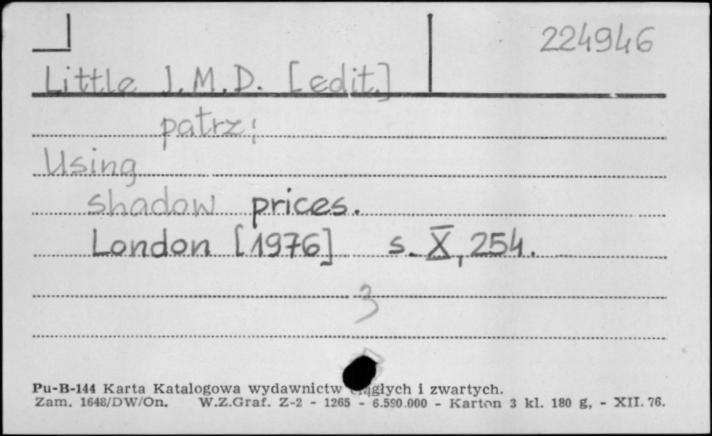 224946
Little J.M.D. [edit.]
patrz:
Using
shadow prices.
London [1976] s. X, 254.
3
Pu-B-144 Karta Katalogowa wydawnictw ciągłych i zwartych.
Zam. 1648/DW/On. W.Z.Graf. Z-2 - 1265 - 6.590.000 - Karton 3 kl. 180 g, - XII. 76.